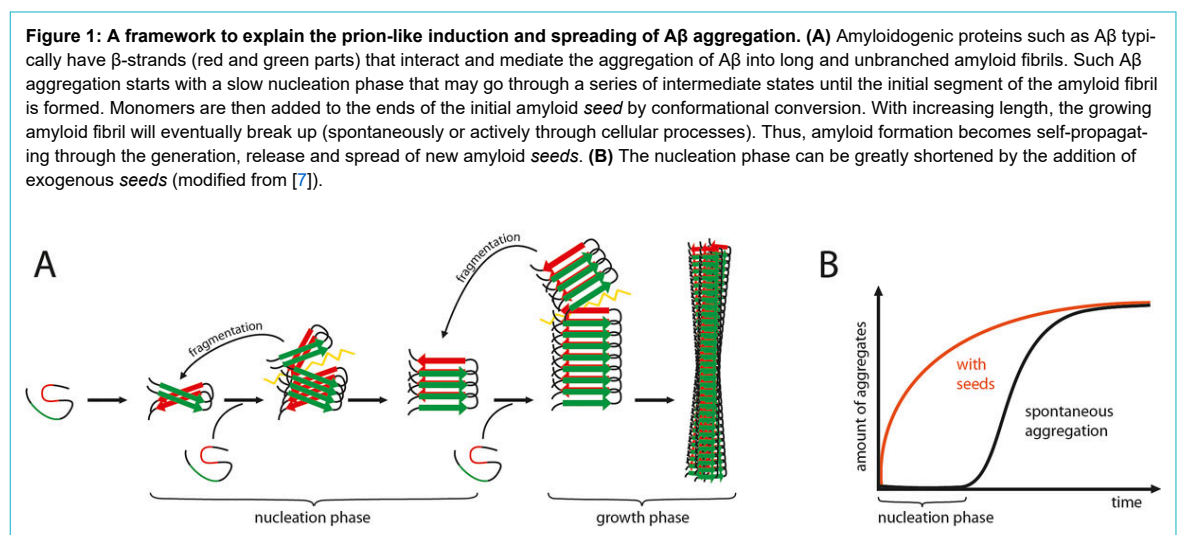 Figure 1: A framework to explain the prion-like induction and spreading of Aβ aggregation. (A) Amyloidogenic proteins such as Aβ typi-
cally have β-strands (red and green parts) that interact and mediate the aggregation of Aβ into long and unbranched amyloid fibrils. Such Aβ
aggregation starts with a slow nucleation phase that may go through a series of intermediate states until the initial segment of the amyloid fibril
is formed. Monomers are then added to the ends of the initial amyloid seed by conformational conversion. With increasing length, the growing
amyloid fibril will eventually break up (spontaneously or actively through cellular processes). Thus, amyloid formation becomes self-propagat-
ing through the generation, release and spread of new amyloid seeds. (B) The nucleation phase can be greatly shortened by the addition of
exogenous seeds (modified from [7]).
A
fragmentation
fragmentation
nucleation phase
growth phase
B
amount of aggregates
with
seeds
spontaneous
aggregation
time
nucleation phase